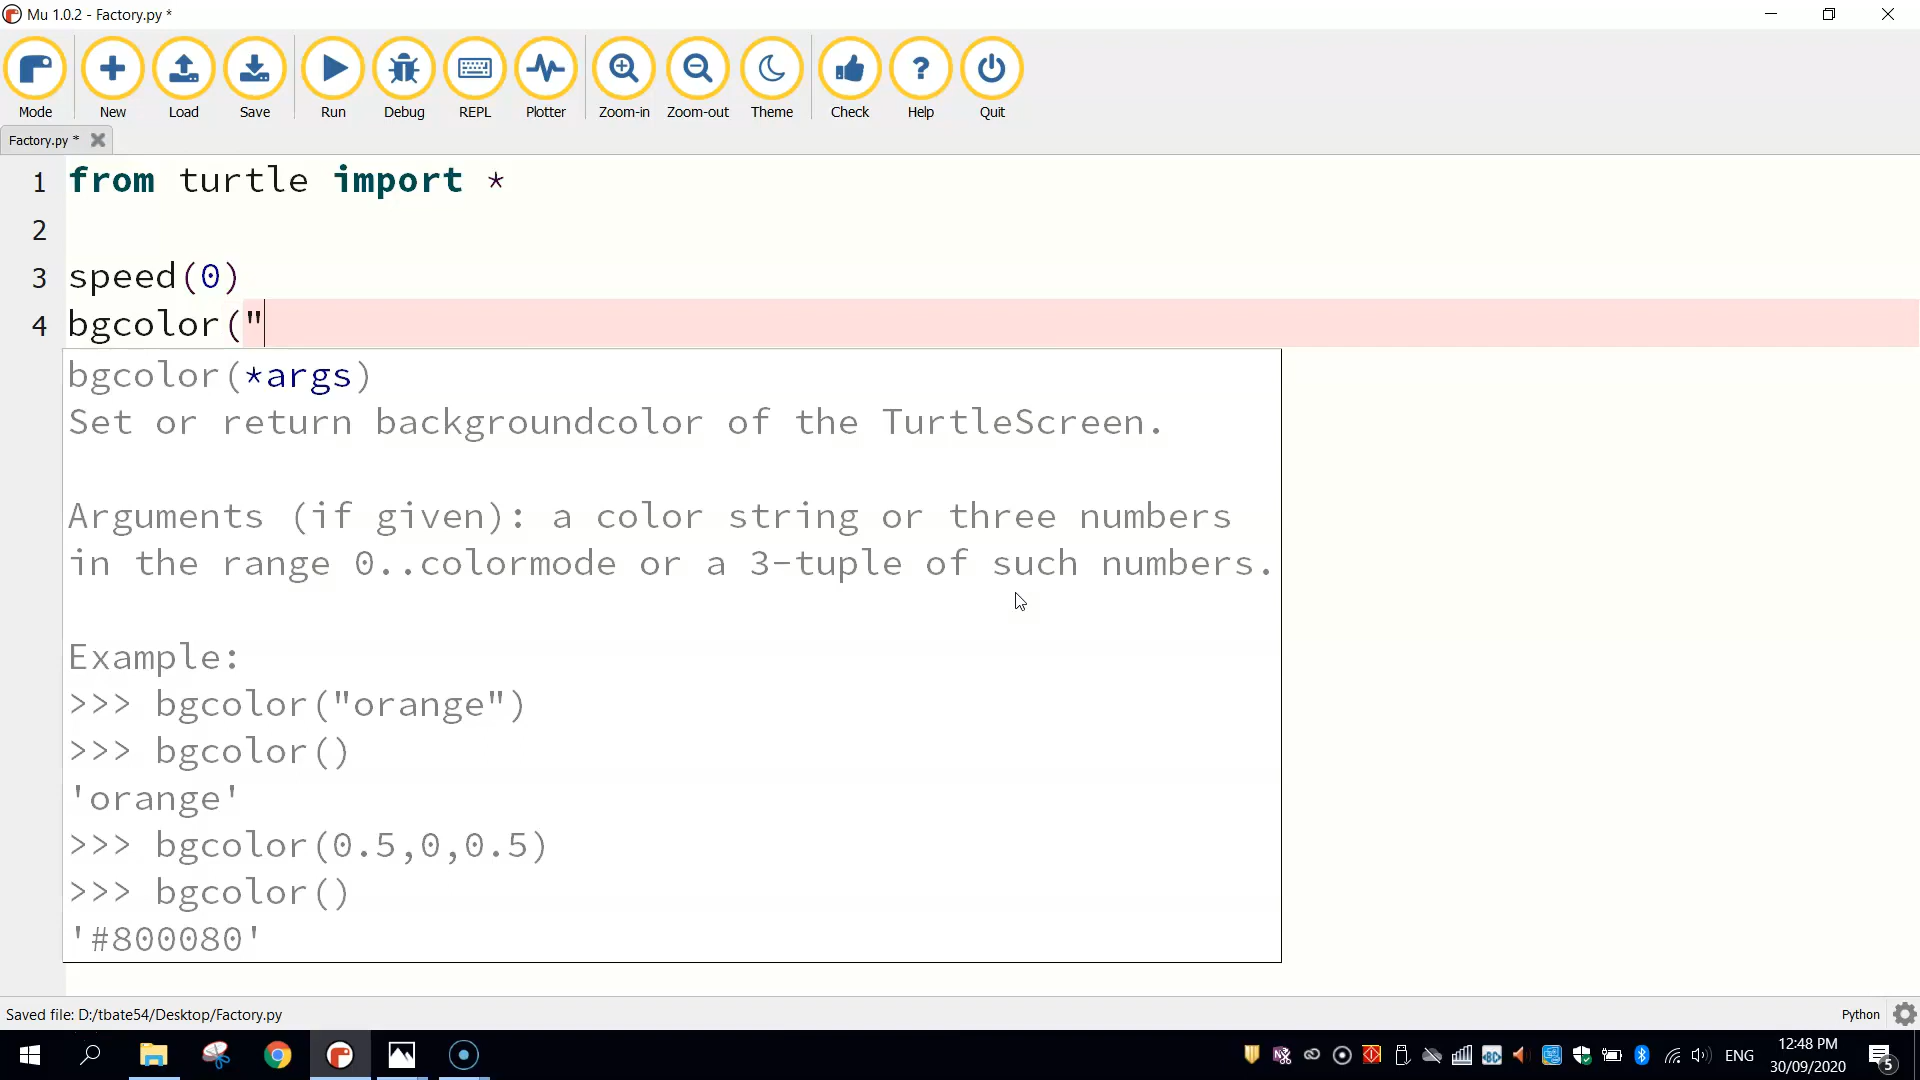 Mu 1.0.2 - Factory.py *
Mode New Load Save Run Debug REPL Plotter Zoom-in Zoom-out Theme Check Help Quit
Factory.py *
1 from turtle import *
2
3 speed(0)
4 bgcolor("
bgcolor(*args)
Set or return backgroundcolor of the TurtleScreen.
Arguments (if given): a color string or three numbers
in the range 0..colormode or a 3-tuple of such numbers.
Example:
>>> bgcolor("orange")
>>> bgcolor()
'orange'
>>> bgcolor(0.5,0,0.5)
>>> bgcolor()
'#800080'
Saved file: D:/tbate54/Desktop/Factory.py
Python
ENG
12:48 PM
30/09/2020
5